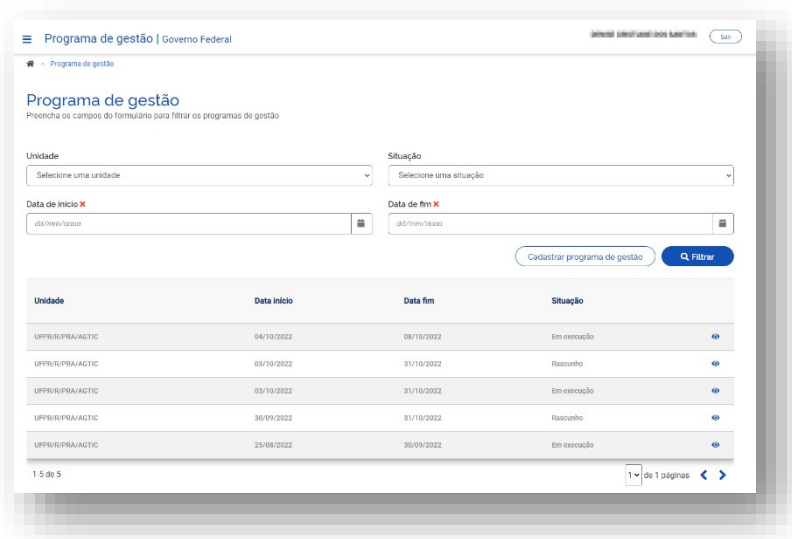 Programa de gestão | Governo Federal
Sair
Programa de gestão
Programa de gestão
Preencha os campos do formulário para filtrar os programas de gestão
Unidade Situação
Selecione uma unidade Selecione uma situação
Data de início Data de fim
dd/mm/aaaa dd/mm/aaaa
Cadastrar programa de gestão Filtrar
Unidade Data início Data fim Situação
UFPR/R/PRA/AGTIC 04/10/2022 08/10/2022 Em execução
UFPR/R/PRA/AGTIC 03/10/2022 31/10/2022 Rascunho
UFPR/R/PRA/AGTIC 03/10/2022 31/10/2022 Em execução
UFPR/R/PRA/AGTIC 30/09/2022 31/10/2022 Rascunho
UFPR/R/PRA/AGTIC 25/08/2022 30/09/2022 Em execução
1-5 de 5 1 de 1 páginas